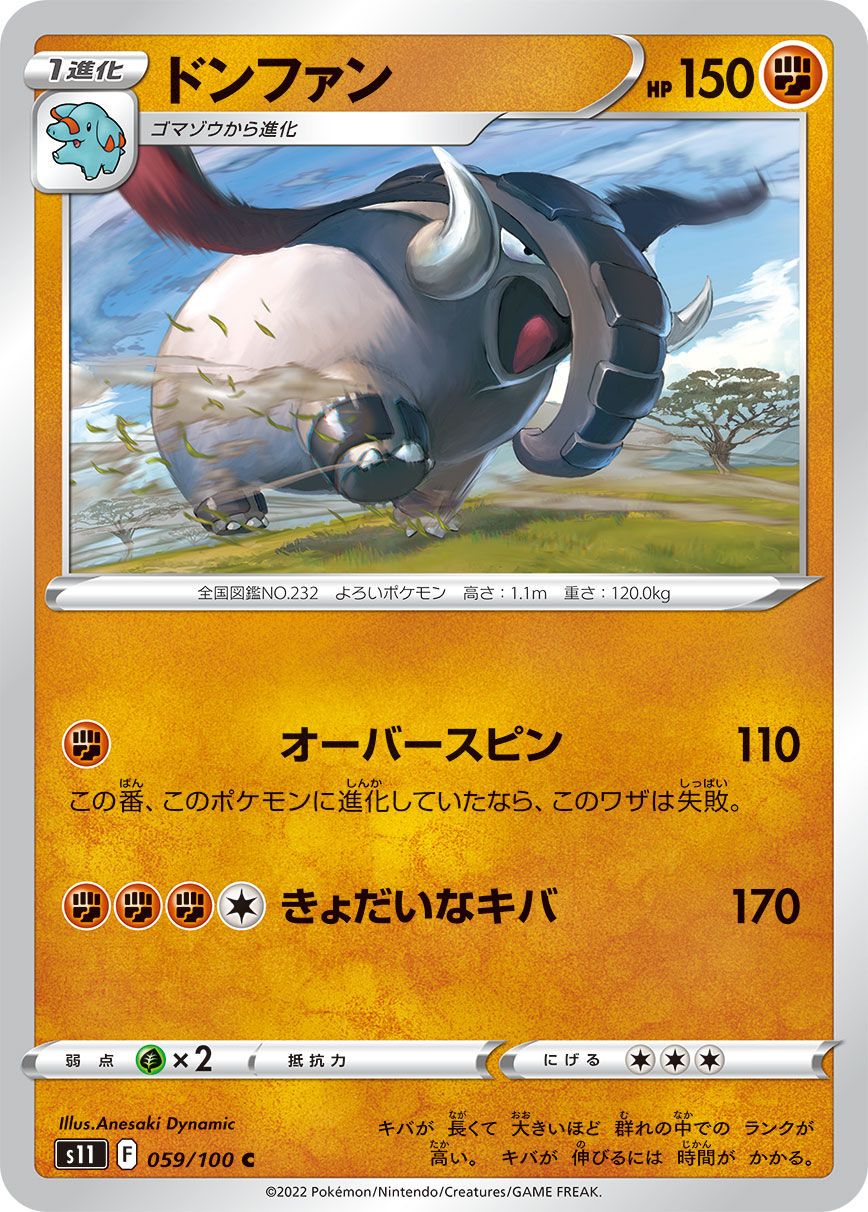 1進化
ドンファン
HP 150
ゴマゾウから進化
全国図鑑NO.232 よろいポケモン 高さ:1.1m 重さ:120.0kg
オーバースピン 110
この番、このポケモンに進化していたなら、このワザは失敗。
きょだいなキバ 170
弱点 ×2 抵抗力 にげる
Illus.Anesaki Dynamic
キバが 長くて 大きいほど 群れの中での ランクが
高い。 キバが 伸びるには 時間が かかる。
s11 F 059/100 C
©2022 Pokémon/Nintendo/Creatures/GAME FREAK.